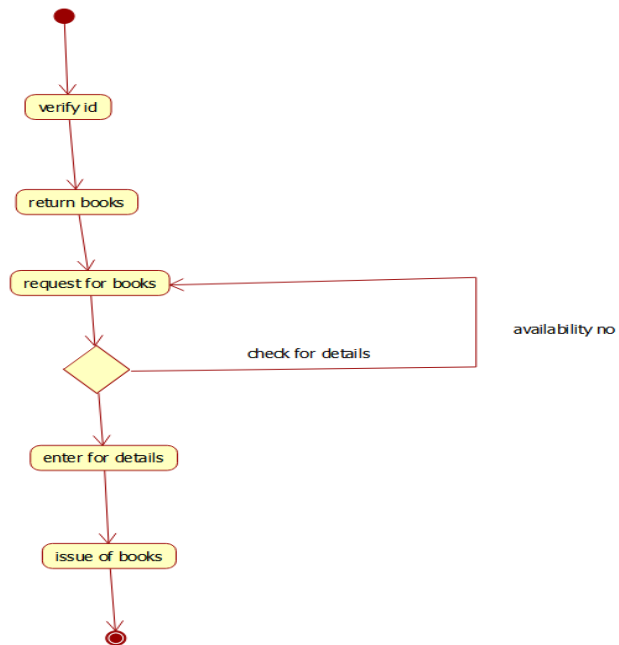 verify id
return books
request for books
availability no
check for details
enter for details
issue of books